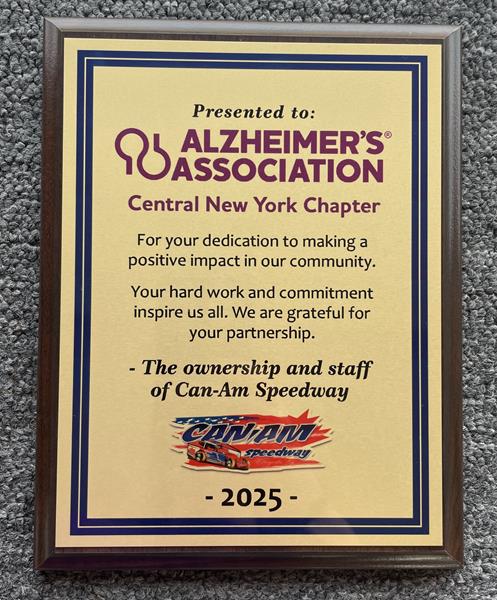 Presented to:
ALZHEIMER'S®
ASSOCIATION
Central New York Chapter
For your dedication to making a
positive impact in our community.
Your hard work and commitment
inspire us all. We are grateful for
your partnership.
- The ownership and staff
of Can-Am Speedway
CAN-AM
speedway
- 2025 -